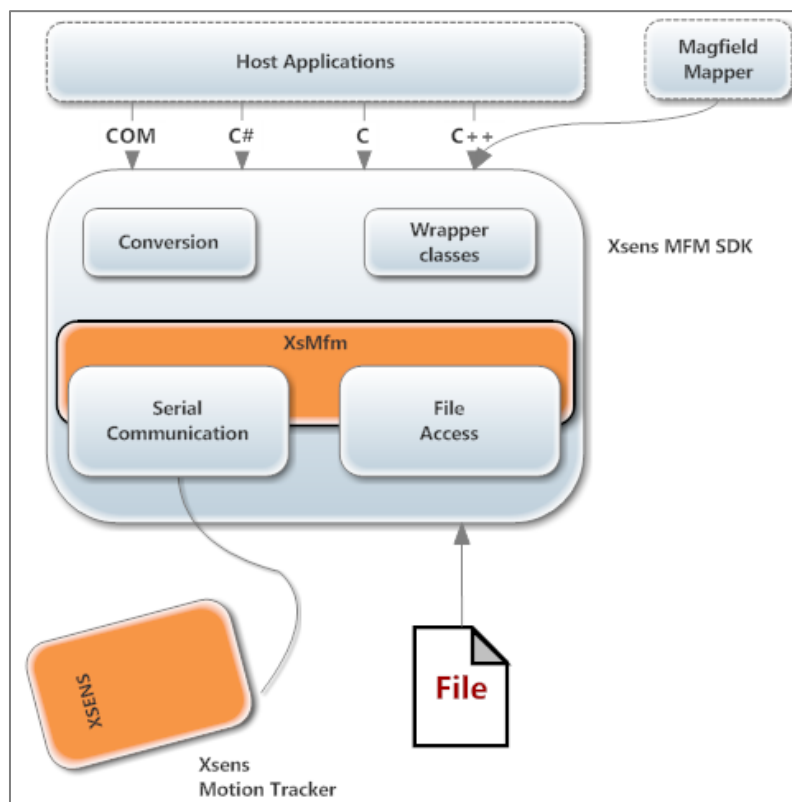 Host Applications
Magfield
Mapper
COM
C#
C
C++
Conversion
Wrapper
classes
Xsens MFM SDK
XsMfm
Serial
Communication
File
Access
XSENS
File
Xsens
Motion Tracker